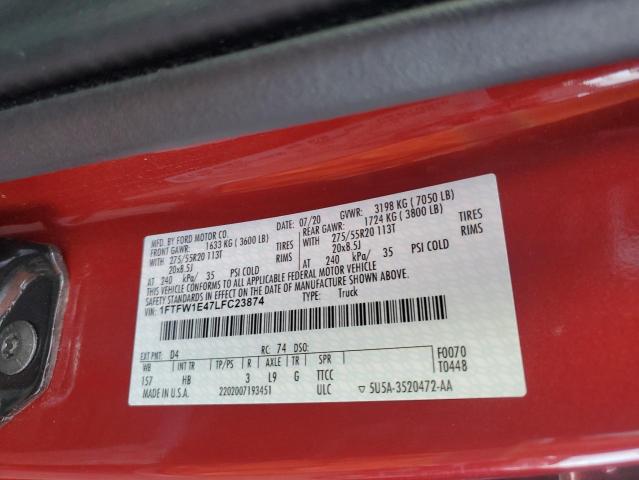 MFD. BY FORD MOTOR CO. 07/20 GVWR: 3198 KG ( 7050 LB)
FRONT GAWR: 1633 KG ( 3600 LB) REAR GAWR: 1724 KG ( 3800 LB)
WITH 275/55R20 113T TIRES WITH 275/55R20 113T TIRES
20x8.5J RIMS 20x8.5J RIMS
AT 240 kPa/ 35 PSI COLD AT 240 kPa/ 35 PSI COLD
THIS VEHICLE CONFORMS TO ALL APPLICABLE FEDERAL MOTOR VEHICLE
SAFETY STANDARDS IN EFFECT ON THE DATE OF MANUFACTURE SHOWN ABOVE.
VIN: 1FTFW1E47LFC23874 TYPE: Truck
EXT PNT: D4 RC: 74 DSO: F0070
WB INT TR TP/PS R AXLE TR SPR T0448
157 HB 3 L9 G TTCC
MADE IN U.S.A. 2202007193451 ULC ▽ 5U5A-3520472-AA